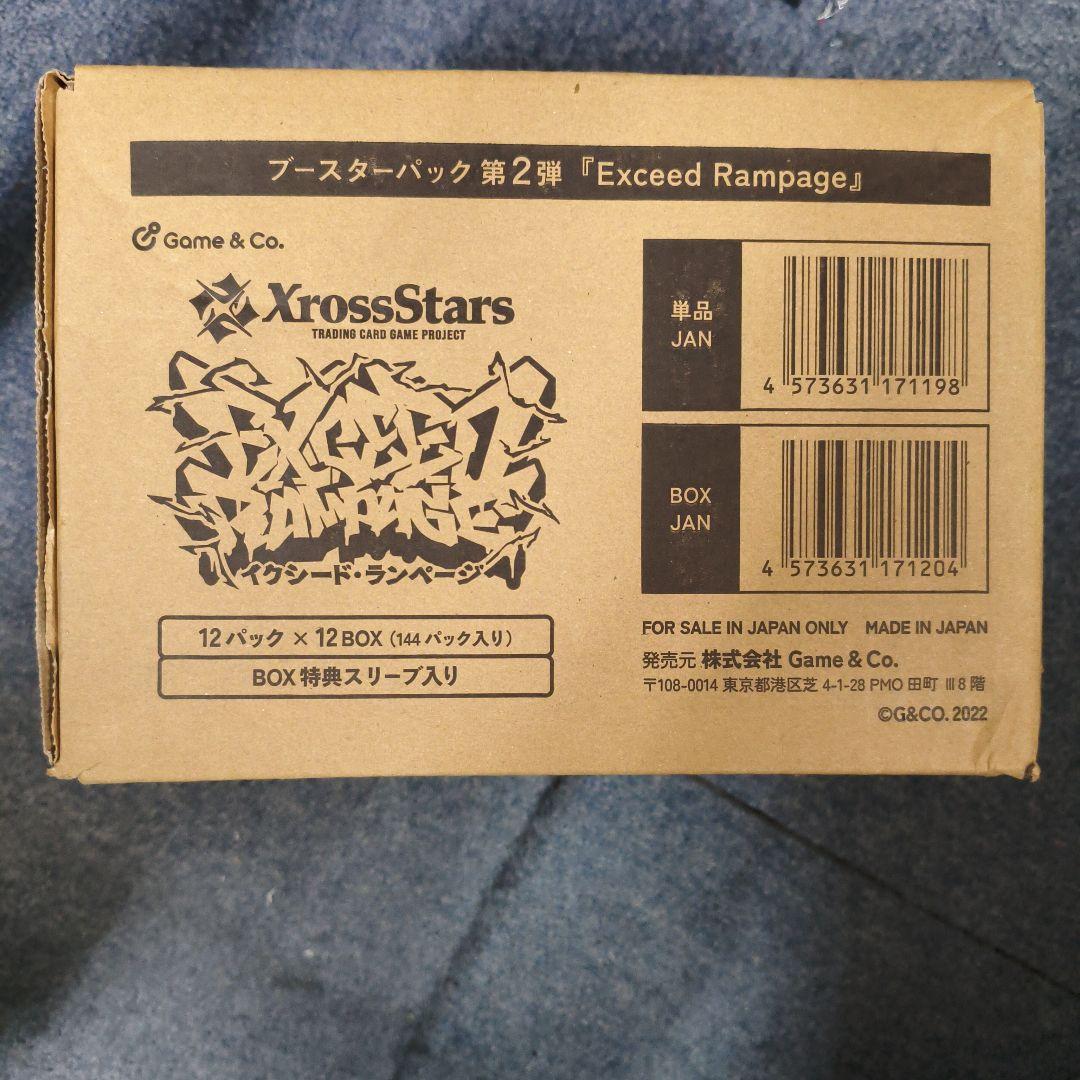 ブースターパック 第2弾『Exceed Rampage』
Game & Co.
XrossStars
TRADING CARD GAME PROJECT
EXCEED
RAMPAGE
イクシード・ランページ
12パック × 12BOX（144パック入り）
BOX特典スリーブ入り
単品
JAN
4 573631 171198
BOX
JAN
4 573631 171204
FOR SALE IN JAPAN ONLY MADE IN JAPAN
発売元 株式会社 Game & Co.
〒108-0014 東京都港区芝 4-1-28 PMO 田町 Ⅲ 8 階
©G&CO. 2022